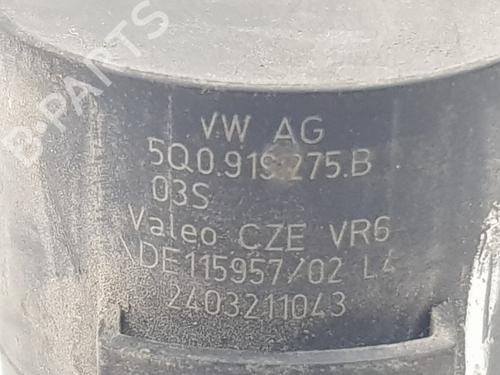 B-PARTS
VW AG
5Q0.919.275.B
03S
Valeo CZE VR6
\DE115957/02 L4
2403211043